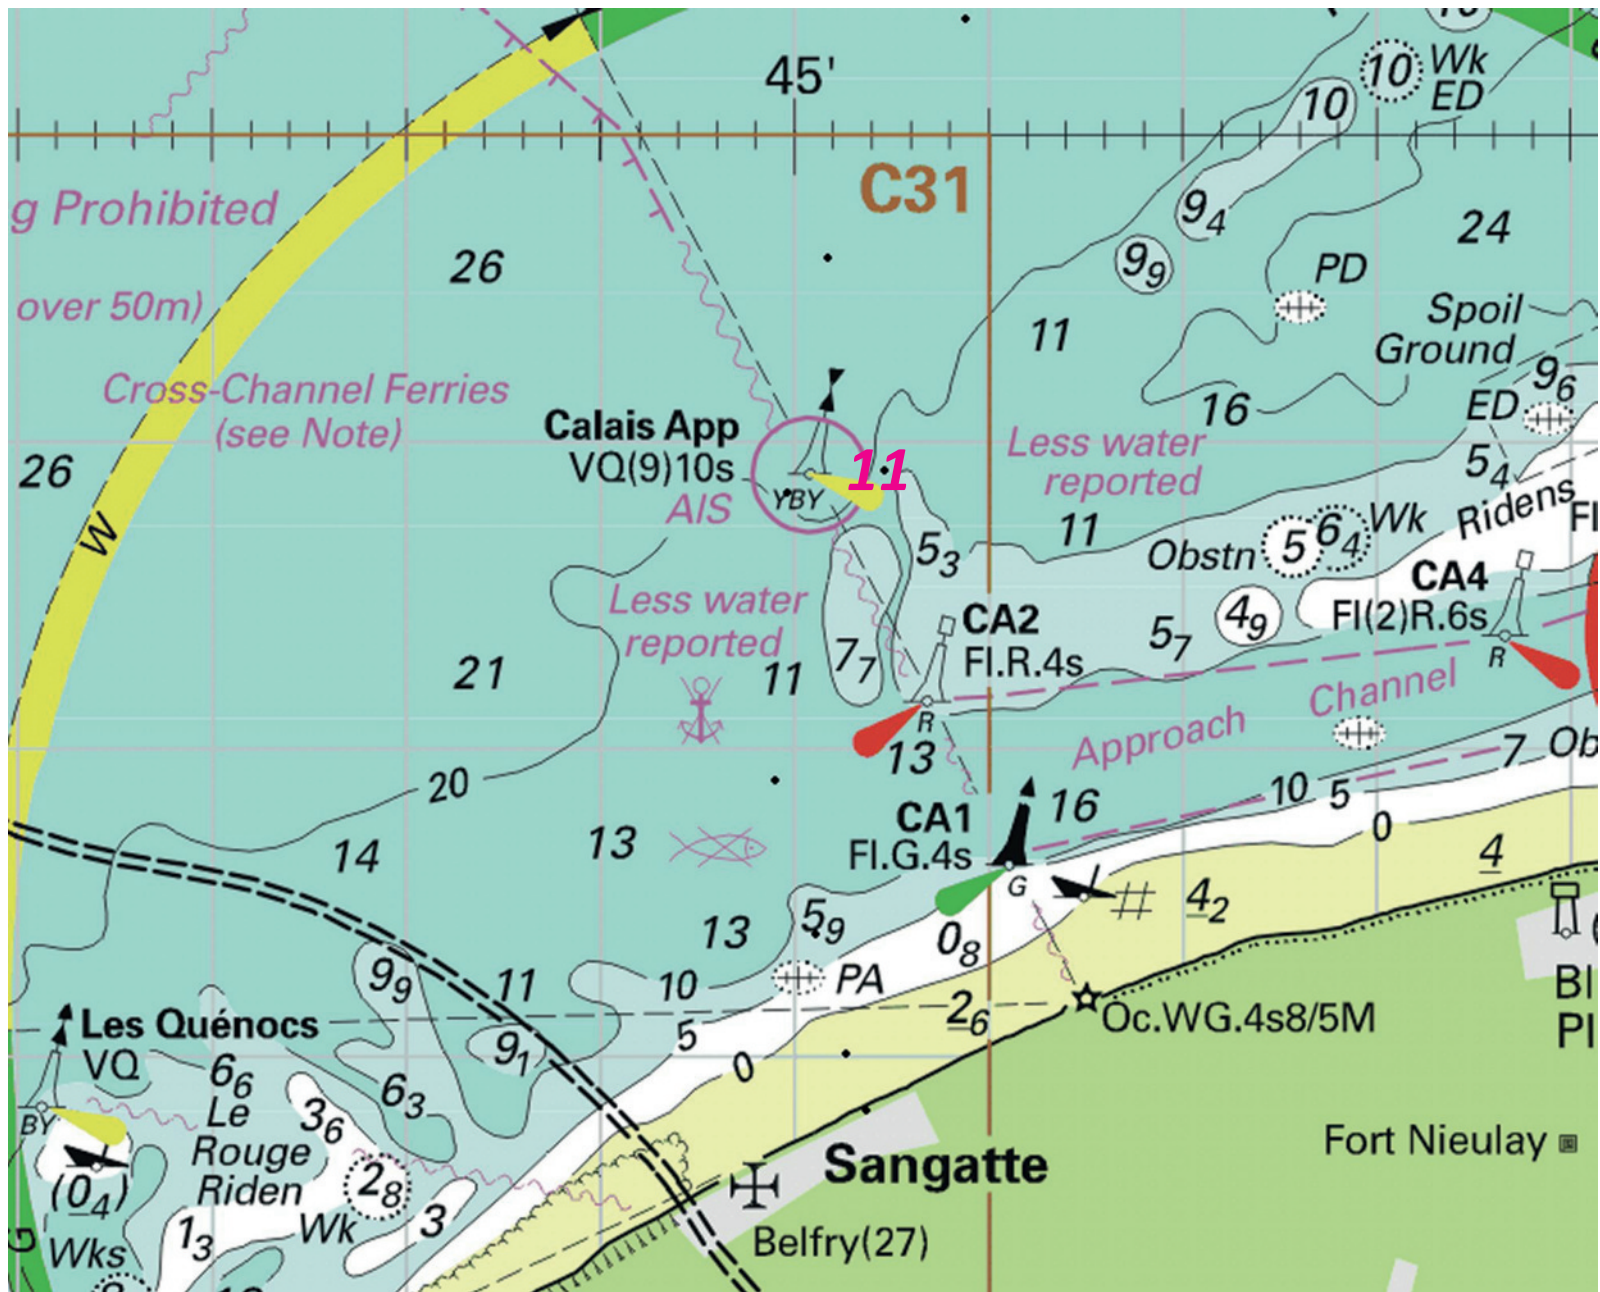 45'
10
Wk
ED
10
C31
g Prohibited
9₄
24
26
9₉
PD
over 50m)
Spoil
Ground
11
Cross-Channel Ferries
(see Note)
9₆
ED
16
Calais App
VQ(9)10s
AIS
YBY
11
Less water
reported
26
5₄
Ridens
W
11
Obstn
5
6₄
Wk
Fl
5₃
CA4
Fl(2)R.6s
R
Less water
reported
4₉
CA2
Fl.R.4s
R
5₇
7₇
21
11
Approach Channel
13
7
Ob
20
10
5
16
0
CA1
Fl.G.4s
G
14
13
4
4₂
13
5₉
0₈
9₉
11
10
PA
2₆
Oc.WG.4s8/5M
Bl
Pl
Les Quénocs
VQ
BY
5
9₁
0
6₆
6₃
Le
Rouge
Riden
3₆
Fort Nieulay
Sangatte
(0₄)
2₈
Wk
3
1₃
Belfry(27)
G
Wks